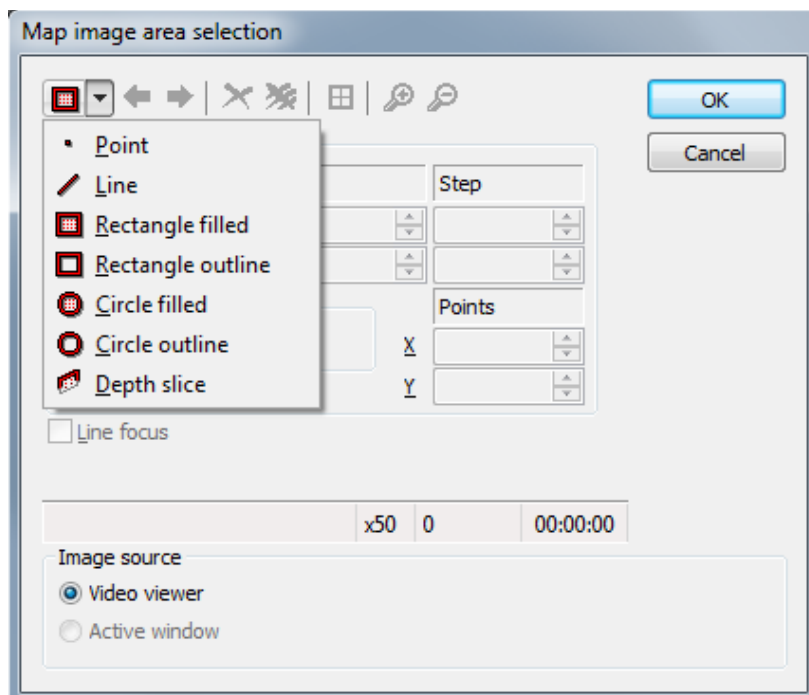 Map image area selection
OK
Cancel
Point
Line
Step
Rectangle filled
Rectangle outline
Circle filled
Points
Circle outline
X
Depth slice
Y
Line focus
x50 0 00:00:00
Image source
Video viewer
Active window